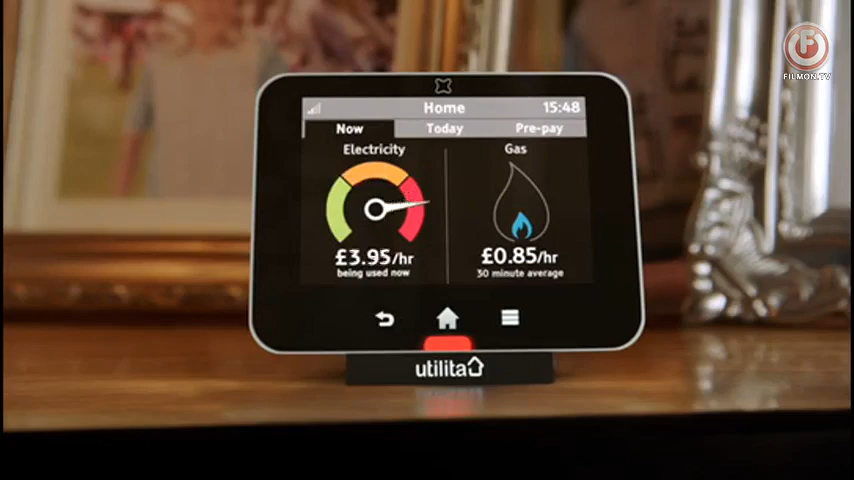 FILMON.TV
Home 15:48
Now Today Pre-pay
Electricity Gas
£3.95/hr £0.85/hr
being used now 30 minute average
utilita